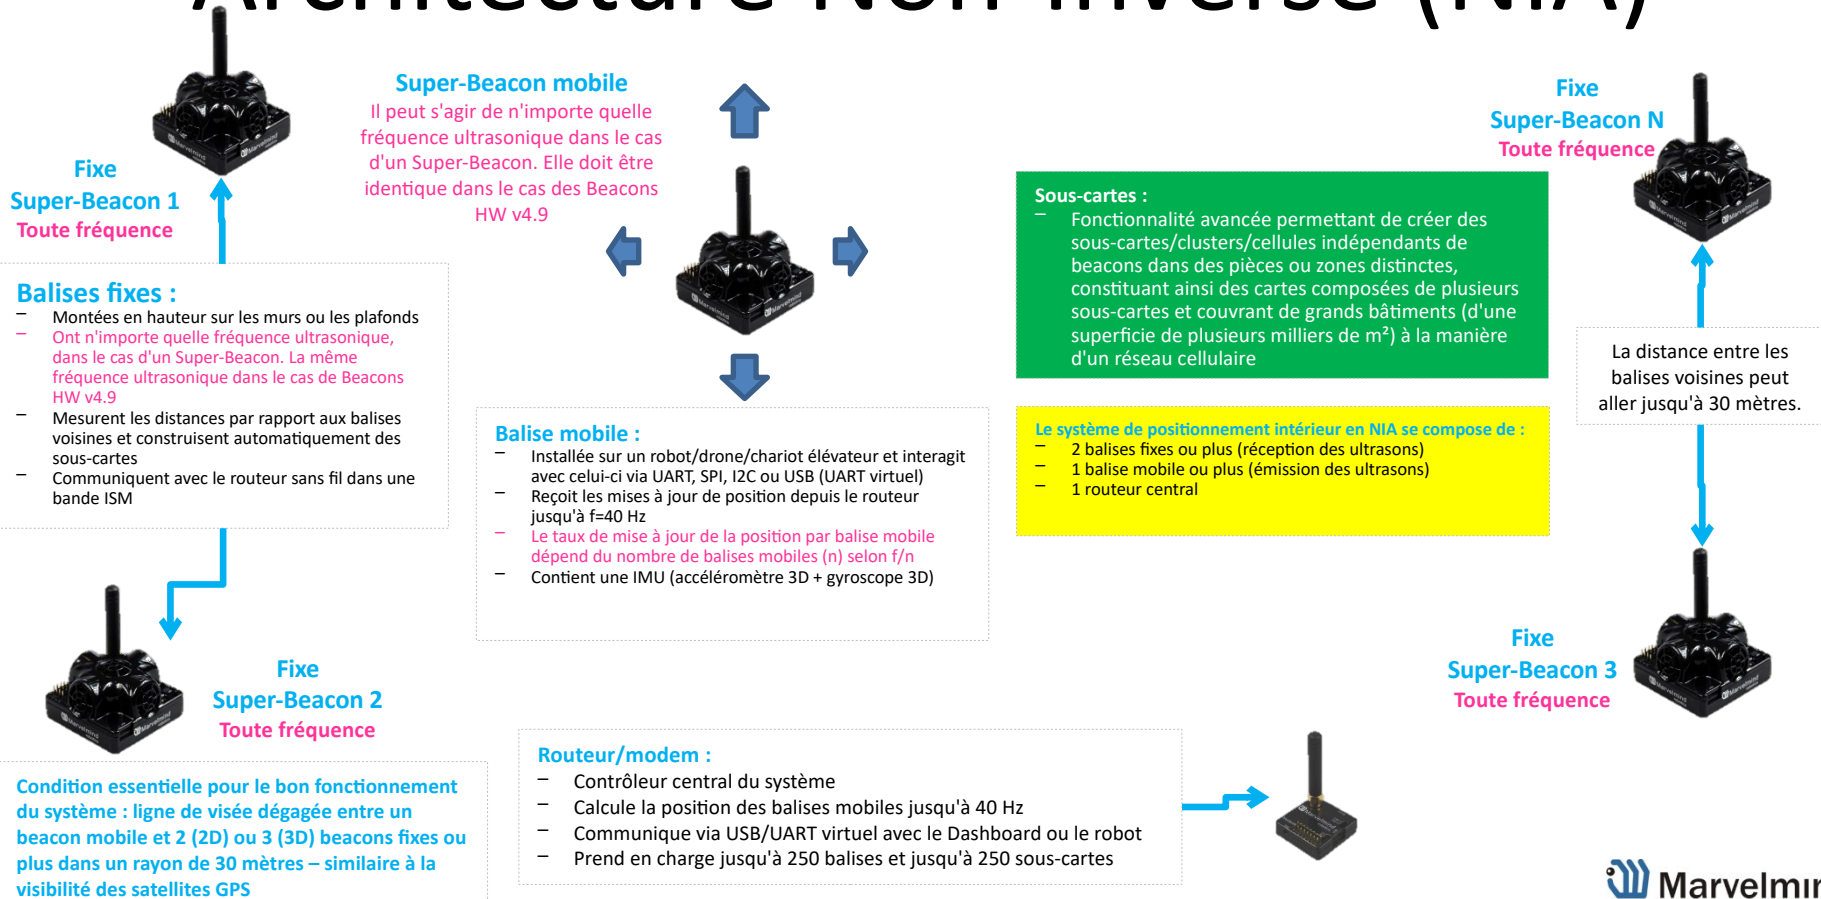 Architecture Non-Inverse (NIA)
Super-Beacon mobile
Il peut s'agir de n'importe quelle
fréquence ultrasonique dans le cas
d'un Super-Beacon. Elle doit être
identique dans le cas des Beacons
HW v4.9
Fixe
Super-Beacon 1
Toute fréquence
Fixe
Super-Beacon N
Toute fréquence
Balises fixes :
– Montées en hauteur sur les murs ou les plafonds
– Ont n'importe quelle fréquence ultrasonique,
dans le cas d'un Super-Beacon. La même
fréquence ultrasonique dans le cas de Beacons
HW v4.9
– Mesurent les distances par rapport aux balises
voisines et construisent automatiquement des
sous-cartes
– Communiquent avec le routeur sans fil dans une
bande ISM
Sous-cartes :
– Fonctionnalité avancée permettant de créer des
sous-cartes/clusters/cellules indépendants de
beacons dans des pièces ou zones distinctes,
constituant ainsi des cartes composées de plusieurs
sous-cartes et couvrant de grands bâtiments (d'une
superficie de plusieurs milliers de m²) à la manière
d'un réseau cellulaire
La distance entre les
balises voisines peut
aller jusqu'à 30 mètres.
Balise mobile :
– Installée sur un robot/drone/chariot élévateur et interagit
avec celui-ci via UART, SPI, I2C ou USB (UART virtuel)
– Reçoit les mises à jour de position depuis le routeur
jusqu'à f=40 Hz
– Le taux de mise à jour de la position par balise mobile
dépend du nombre de balises mobiles (n) selon f/n
– Contient une IMU (accéléromètre 3D + gyroscope 3D)
Le système de positionnement intérieur en NIA se compose de :
– 2 balises fixes ou plus (réception des ultrasons)
– 1 balise mobile ou plus (émission des ultrasons)
– 1 routeur central
Fixe
Super-Beacon 2
Toute fréquence
Fixe
Super-Beacon 3
Toute fréquence
Condition essentielle pour le bon fonctionnement
du système : ligne de visée dégagée entre un
beacon mobile et 2 (2D) ou 3 (3D) beacons fixes ou
plus dans un rayon de 30 mètres – similaire à la
visibilité des satellites GPS
Routeur/modem :
– Contrôleur central du système
– Calcule la position des balises mobiles jusqu'à 40 Hz
– Communique via USB/UART virtuel avec le Dashboard ou le robot
– Prend en charge jusqu'à 250 balises et jusqu'à 250 sous-cartes
Marvelmin